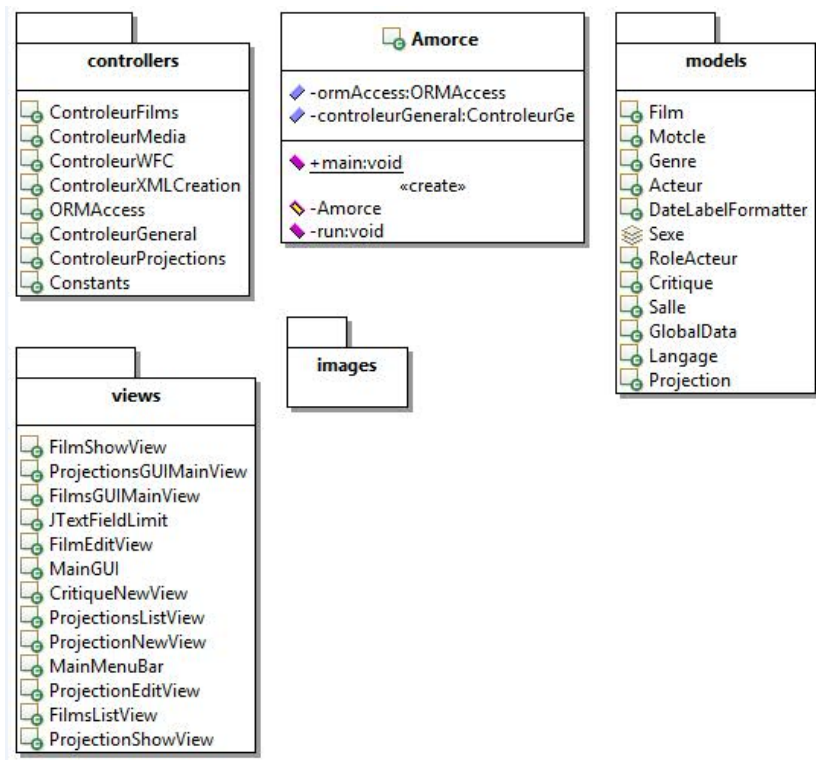 controllers
ControleurFilms
ControleurMedia
ControleurWFC
ControleurXMLCreation
ORMAccess
ControleurGeneral
ControleurProjections
Constants
Amorce
-ormAccess:ORMAccess
-controleurGeneral:ControleurGe
+main:void
«create»
-Amorce
-run:void
models
Film
Motcle
Genre
Acteur
DateLabelFormatter
Sexe
RoleActeur
Critique
Salle
GlobalData
Langage
Projection
views
FilmShowView
ProjectionsGUIMainView
FilmsGUIMainView
JTextFieldLimit
FilmEditView
MainGUI
CritiqueNewView
ProjectionsListView
ProjectionNewView
MainMenuBar
ProjectionEditView
FilmsListView
ProjectionShowView
images